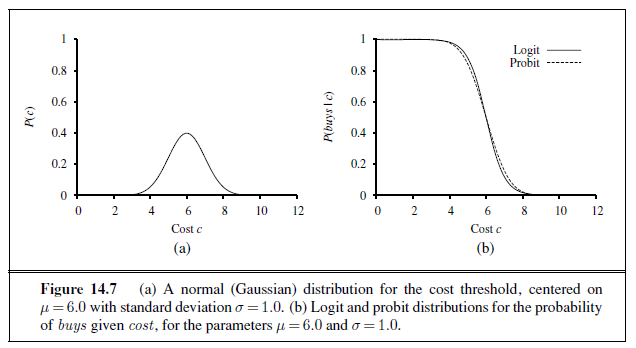 1
0.8
0.6
0.4
0.2
0
P(c)
0 2 4 6 8 10 12
Cost c
(a)
1
0.8
0.6
0.4
0.2
0
P(buys | c)
Logit
Probit
0 2 4 6 8 10 12
Cost c
(b)
Figure 14.7 (a) A normal (Gaussian) distribution for the cost threshold, centered on
μ = 6.0 with standard deviation σ = 1.0. (b) Logit and probit distributions for the probability
of buys given cost, for the parameters μ = 6.0 and σ = 1.0.